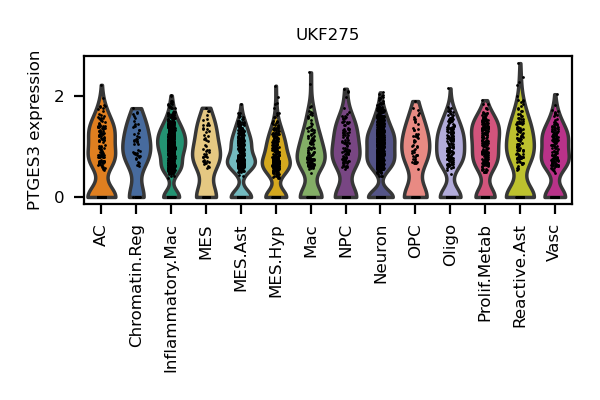 UKF275
PTGES3 expression
2
0
AC
Chromatin.Reg
Inflammatory.Mac
MES
MES.Ast
MES.Hyp
Mac
NPC
Neuron
OPC
Oligo
Prolif.Metab
Reactive.Ast
Vasc